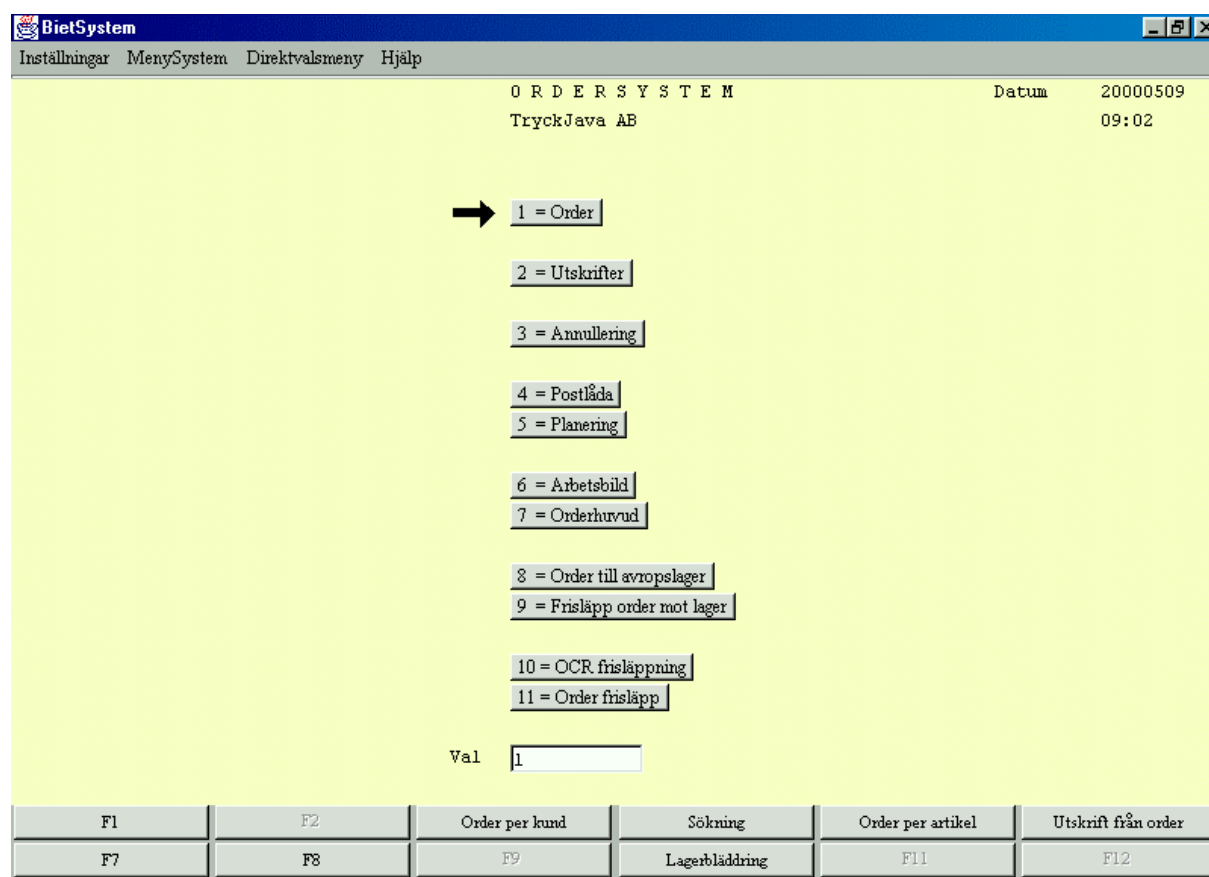 BietSystem
Inställningar MenySystem Direktvalsmeny Hjälp
O R D E R S Y S T E M Datum 20000509
TryckJava AB 09:02
1 = Order
2 = Utskrifter
3 = Annullering
4 = Postlåda
5 = Planering
6 = Arbetsbild
7 = Orderhuvud
8 = Order till avropslager
9 = Frisläpp order mot lager
10 = OCR frisläppning
11 = Order frisläpp
Val 1
F1 F2 Order per kund Sökning Order per artikel Utskrift från order
F7 F8 F9 Lagerbläddring F11 F12